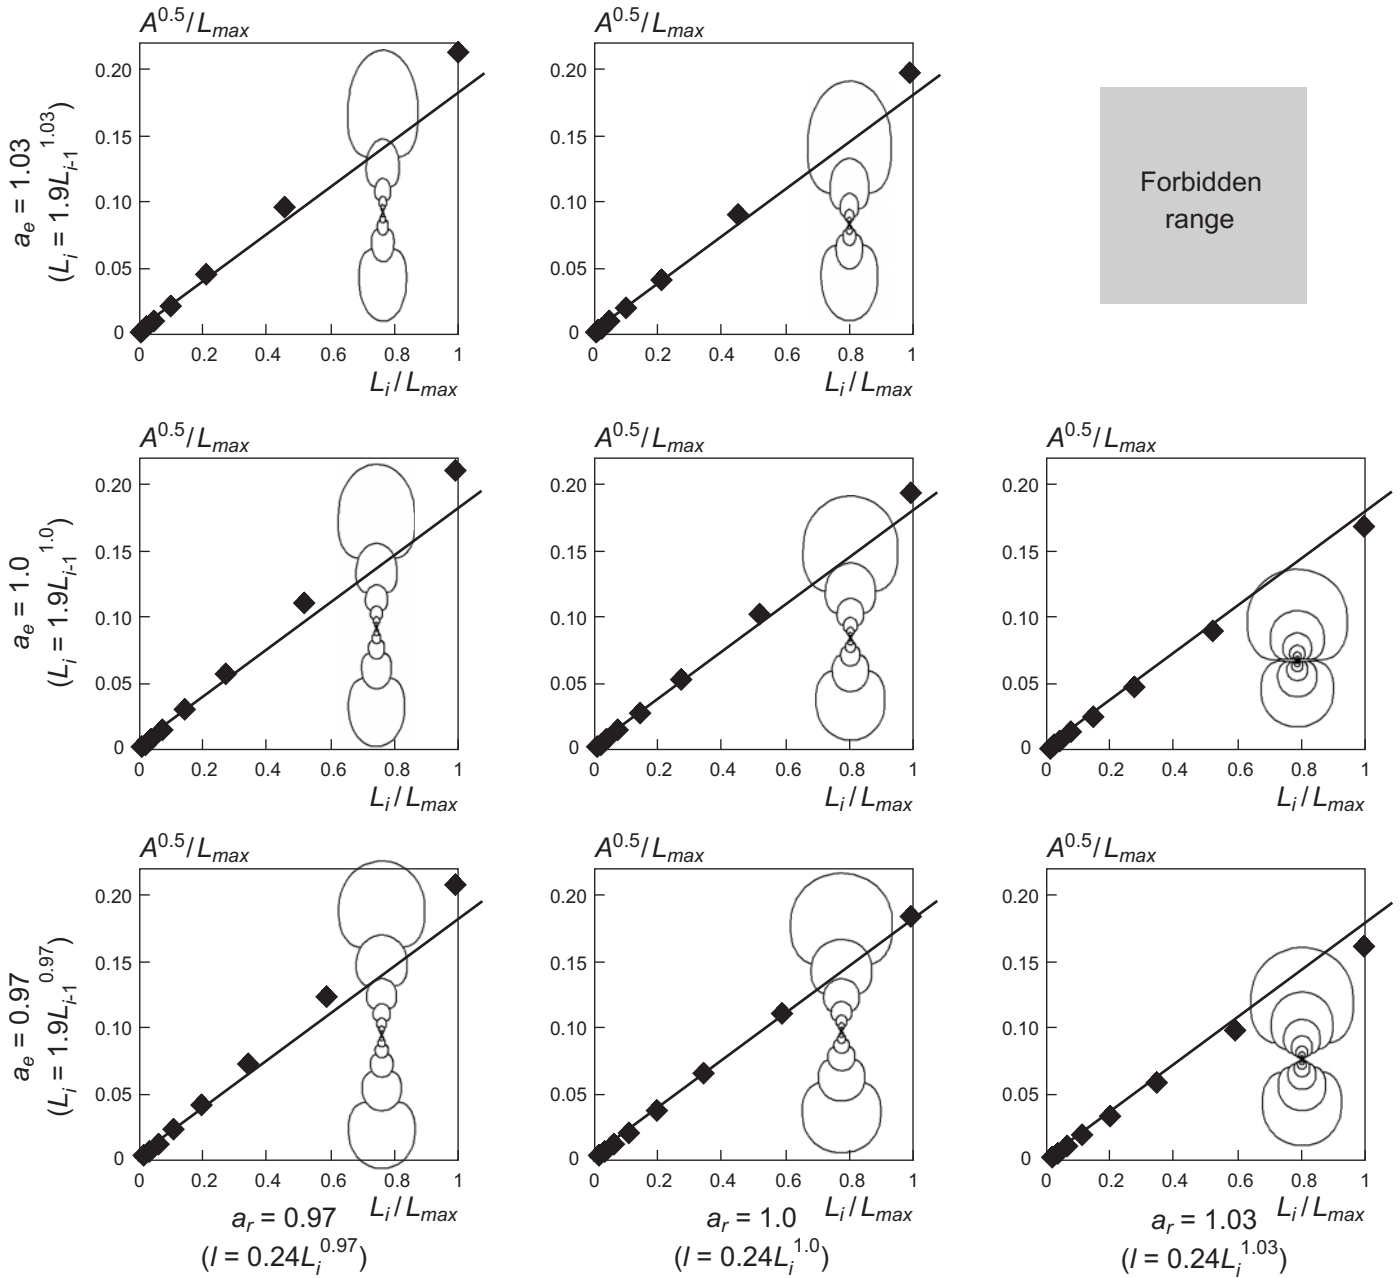 A^0.5/L_max
A^0.5/L_max
a_e = 1.03
(L_i = 1.9L_i-1^1.03)
0.20
0.15
0.10
0.05
0
0 0.2 0.4 0.6 0.8 1
L_i/L_max
0.20
0.15
0.10
0.05
0
0 0.2 0.4 0.6 0.8 1
L_i/L_max
Forbidden
range
A^0.5/L_max
A^0.5/L_max
A^0.5/L_max
a_e = 1.0
(L_i = 1.9L_i-1^1.0)
0.20
0.15
0.10
0.05
0
0 0.2 0.4 0.6 0.8 1
L_i/L_max
0.20
0.15
0.10
0.05
0
0 0.2 0.4 0.6 0.8 1
L_i/L_max
0.20
0.15
0.10
0.05
0
0 0.2 0.4 0.6 0.8 1
L_i/L_max
A^0.5/L_max
A^0.5/L_max
A^0.5/L_max
a_e = 0.97
(L_i = 1.9L_i-1^0.97)
0.20
0.15
0.10
0.05
0
0 0.2 0.4 0.6 0.8 1
L_i/L_max
0.20
0.15
0.10
0.05
0
0 0.2 0.4 0.6 0.8 1
L_i/L_max
0.20
0.15
0.10
0.05
0
0 0.2 0.4 0.6 0.8 1
L_i/L_max
a_r = 0.97
(l = 0.24L_i^0.97)
a_r = 1.0
(l = 0.24L_i^1.0)
a_r = 1.03
(l = 0.24L_i^1.03)